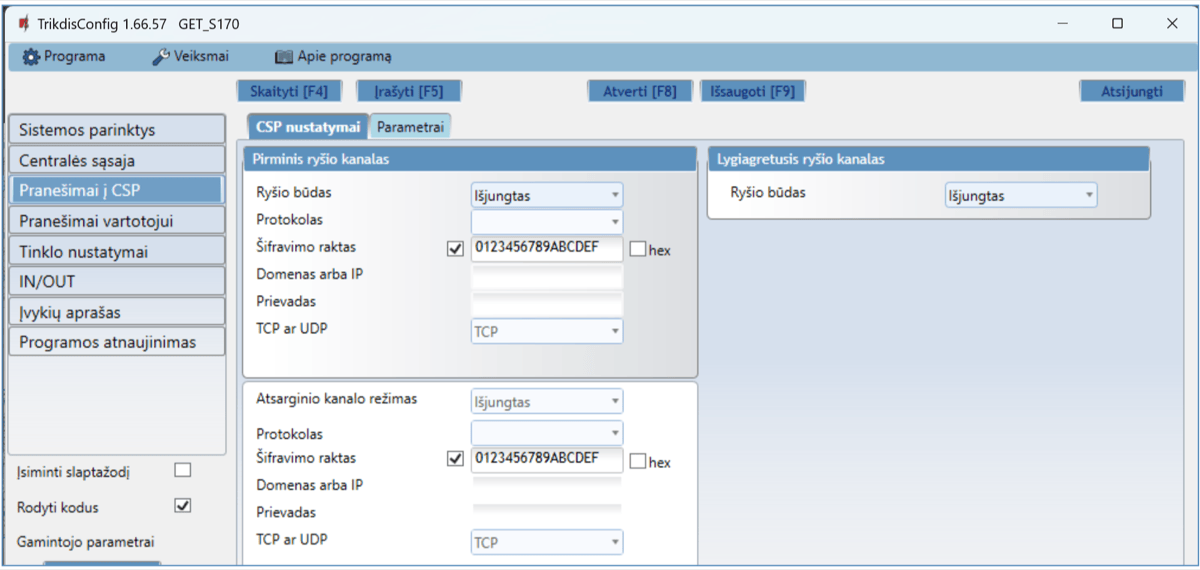 TrikdisConfig 1.66.57 GET_S170
Programa Veiksmai Apie programą
Skaityti [F4] Įrašyti [F5] Atverti [F8] Išsaugoti [F9] Atsijungti
Sistemos parinktys
Centralės sąsaja
Pranešimai į CSP
Pranešimai vartotojui
Tinklo nustatymai
IN/OUT
Įvykių aprašas
Programos atnaujinimas
Įsiminti slaptažodį
Rodyti kodus
Gamintojo parametrai
CSP nustatymai Parametrai
Pirminis ryšio kanalas
Ryšio būdas Išjungtas
Protokolas
Šifravimo raktas 0123456789ABCDEF hex
Domenas arba IP
Prievadas
TCP ar UDP TCP
Atsarginio kanalo režimas Išjungtas
Protokolas
Šifravimo raktas 0123456789ABCDEF hex
Domenas arba IP
Prievadas
TCP ar UDP TCP
Lygiagretusis ryšio kanalas
Ryšio būdas Išjungtas